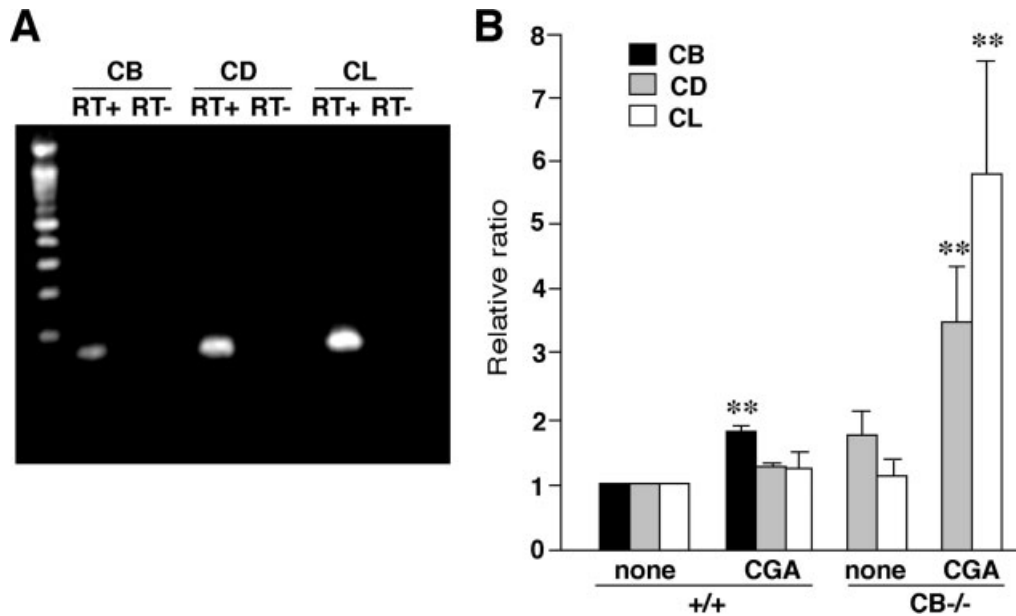 A
CB CD CL
RT+ RT- RT+ RT- RT+ RT-
B
8
7
6
5
4
3
2
1
0
Relative ratio
CB
CD
CL
**
**
**
none CGA none CGA
+/+ CB-/-